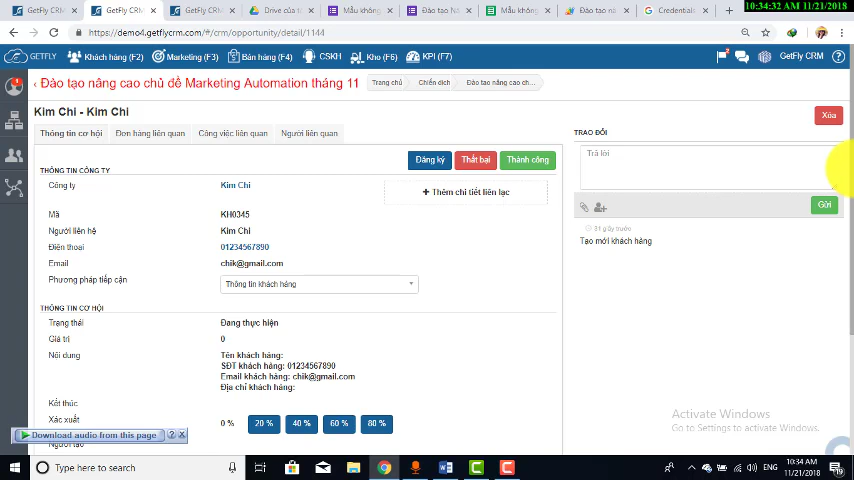 GetFly CRM
GetFly CRM
GetFly CRM
Drive của t
Mẫu không
Đào tạo N
Mẫu không
Đào tạo n
Credentials
10:34:32 AM 11/21/2018
https://demo4.getflycrm.com/#/crm/opportunity/detail/1144
GETFLY
Khách hàng (F2)
Marketing (F3)
Bán hàng (F4)
CSKH
Kho (F6)
KPI (F7)
GetFly CRM
‹ Đào tạo nâng cao chủ đề Marketing Automation tháng 11
Trang chủ
Chiến dịch
Đào tạo nâng cao ch...
Kim Chi - Kim Chi
Xóa
Thông tin cơ hội
Đơn hàng liên quan
Công việc liên quan
Người liên quan
TRAO ĐỔI
Trả lời
Đăng ký
Thất bại
Thành công
THÔNG TIN CÔNG TY
Công ty
Kim Chi
+ Thêm chi tiết liên lạc
Gửi
Mã
KH0345
Người liên hệ
Kim Chi
31 giây trước
Tạo mới khách hàng
Điện thoại
01234567890
Email
chik@gmail.com
Phương pháp tiếp cận
Thông tin khách hàng
THÔNG TIN CƠ HỘI
Trạng thái
Đang thực hiện
Giá trị
0
Nội dung
Tên khách hàng:
SĐT khách hàng: 01234567890
Email khách hàng: chik@gmail.com
Địa chỉ khách hàng:
Kết thúc
Xác xuất
0 %
20 %
40 %
60 %
80 %
Activate Windows
Go to Settings to activate Windows.
Download audio from this page
? X
Người tạo
Type here to search
ENG
10:34 AM
11/21/2018
19